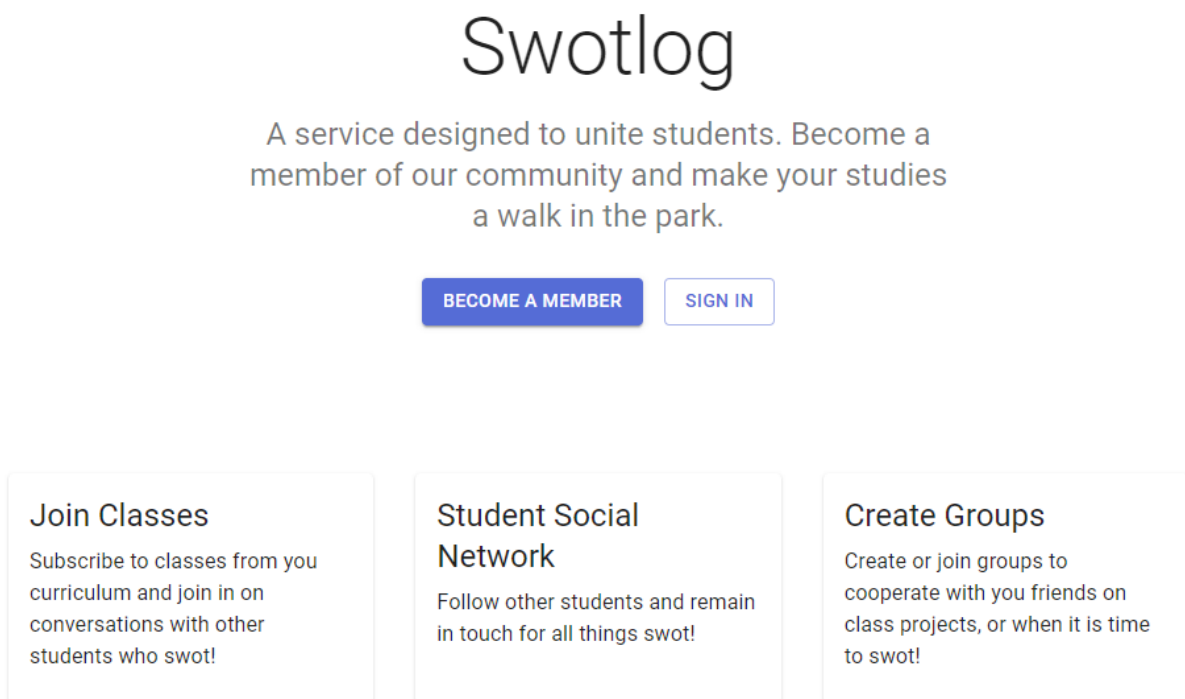 Swotlog
A service designed to unite students. Become a
member of our community and make your studies
a walk in the park.
BECOME A MEMBER
SIGN IN
Join Classes
Subscribe to classes from you
curriculum and join in on
conversations with other
students who swot!
Student Social
Network
Follow other students and remain
in touch for all things swot!
Create Groups
Create or join groups to
cooperate with you friends on
class projects, or when it is time
to swot!